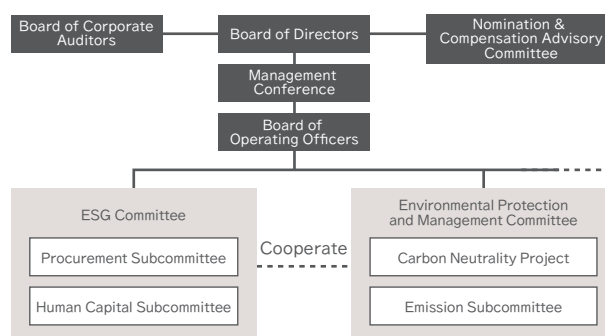 Board of Corporate
Auditors
Board of Directors
Nomination &
Compensation Advisory
Committee
Management
Conference
Board of
Operating Officers
ESG Committee
Procurement Subcommittee
Human Capital Subcommittee
Cooperate
Environmental Protection
and Management Committee
Carbon Neutrality Project
Emission Subcommittee